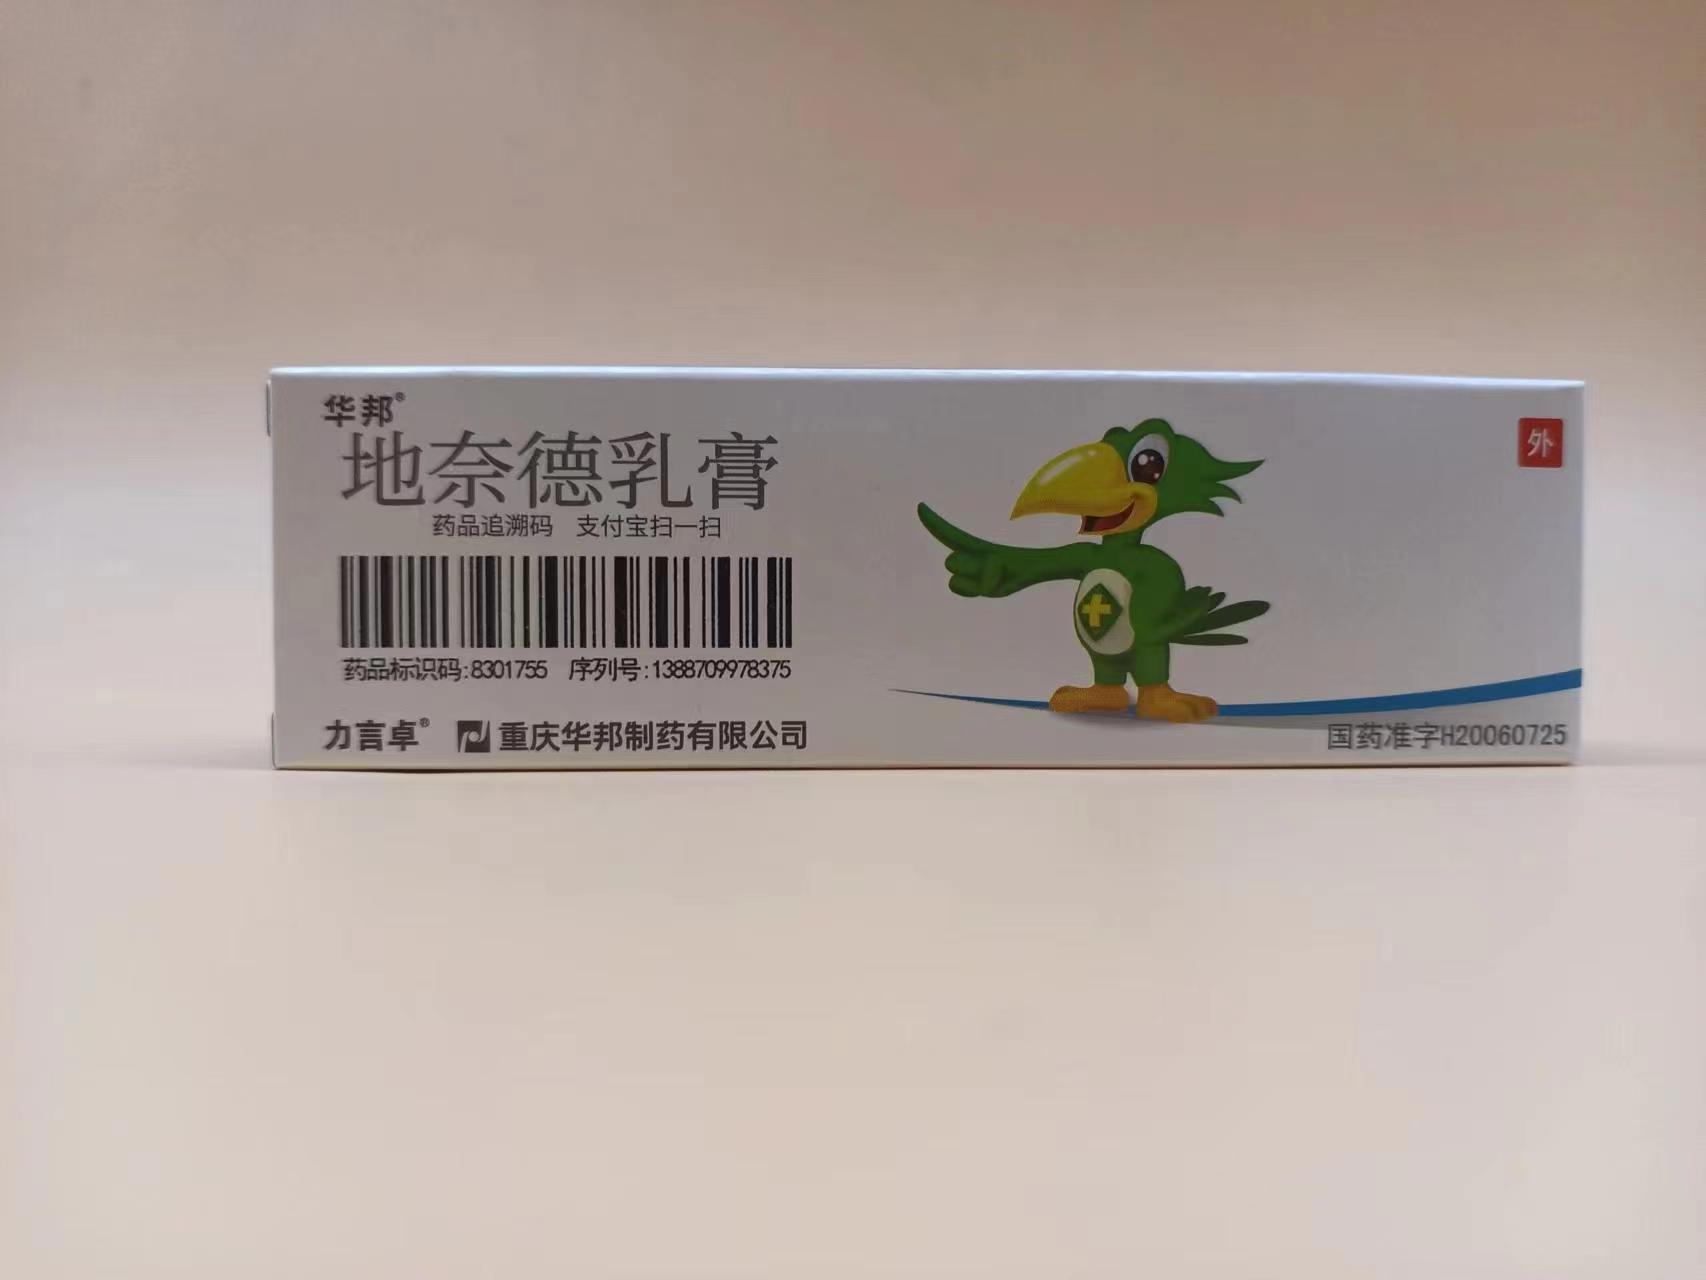 华邦®
地奈德乳膏
外
药品追溯码 支付宝扫一扫
药品标识码:8301755 序列号:1388709978375
力言卓® 重庆华邦制药有限公司
国药准字H20060725